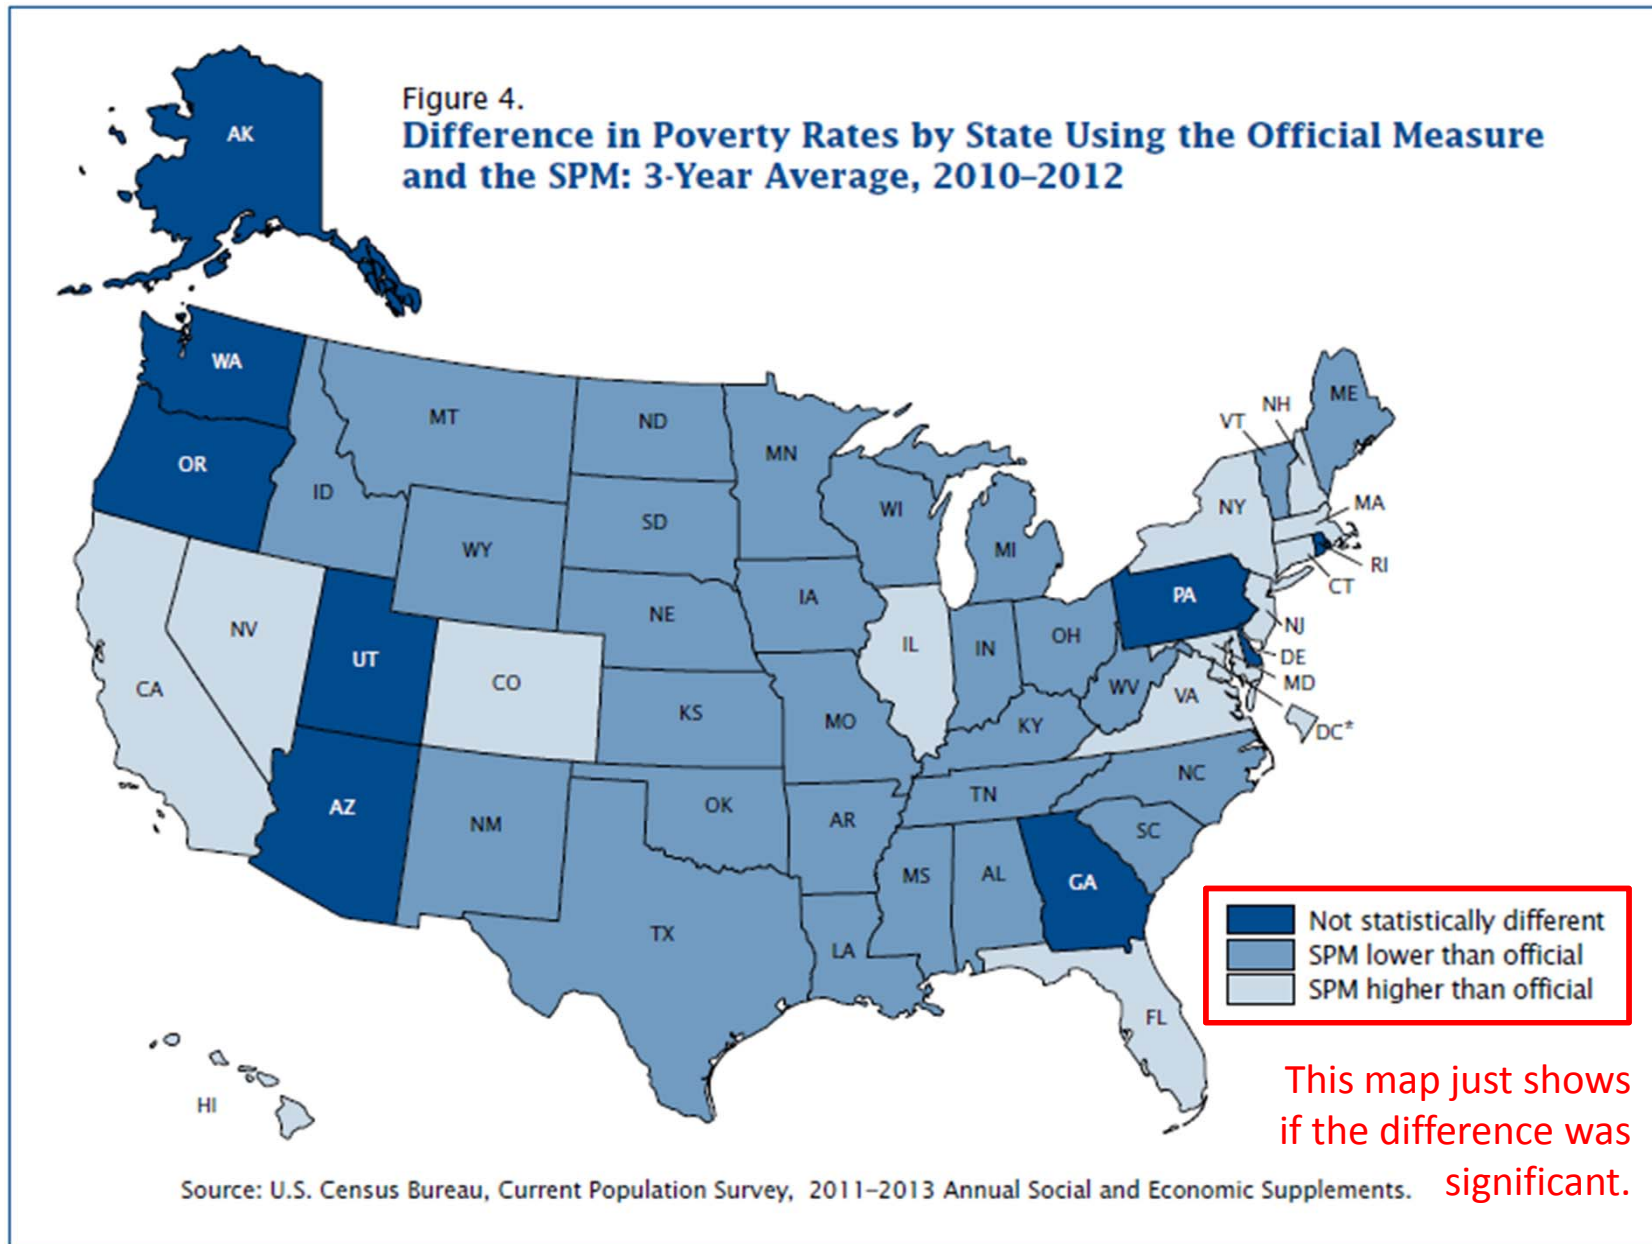 Figure 4.
Difference in Poverty Rates by State Using the Official Measure
and the SPM: 3-Year Average, 2010–2012
AK
WA
OR
MT
ID
ND
MN
SD
WY
WI
MI
VT
NH
ME
NY
MA
RI
CT
PA
NJ
DE
MD
DC*
NV
UT
CA
CO
NE
IA
IL
IN
OH
WV
VA
KS
MO
KY
NC
TN
SC
AZ
NM
OK
AR
MS
AL
GA
TX
LA
FL
HI
Not statistically different
SPM lower than official
SPM higher than official
This map just shows
if the difference was
significant.
Source: U.S. Census Bureau, Current Population Survey, 2011–2013 Annual Social and Economic Supplements.